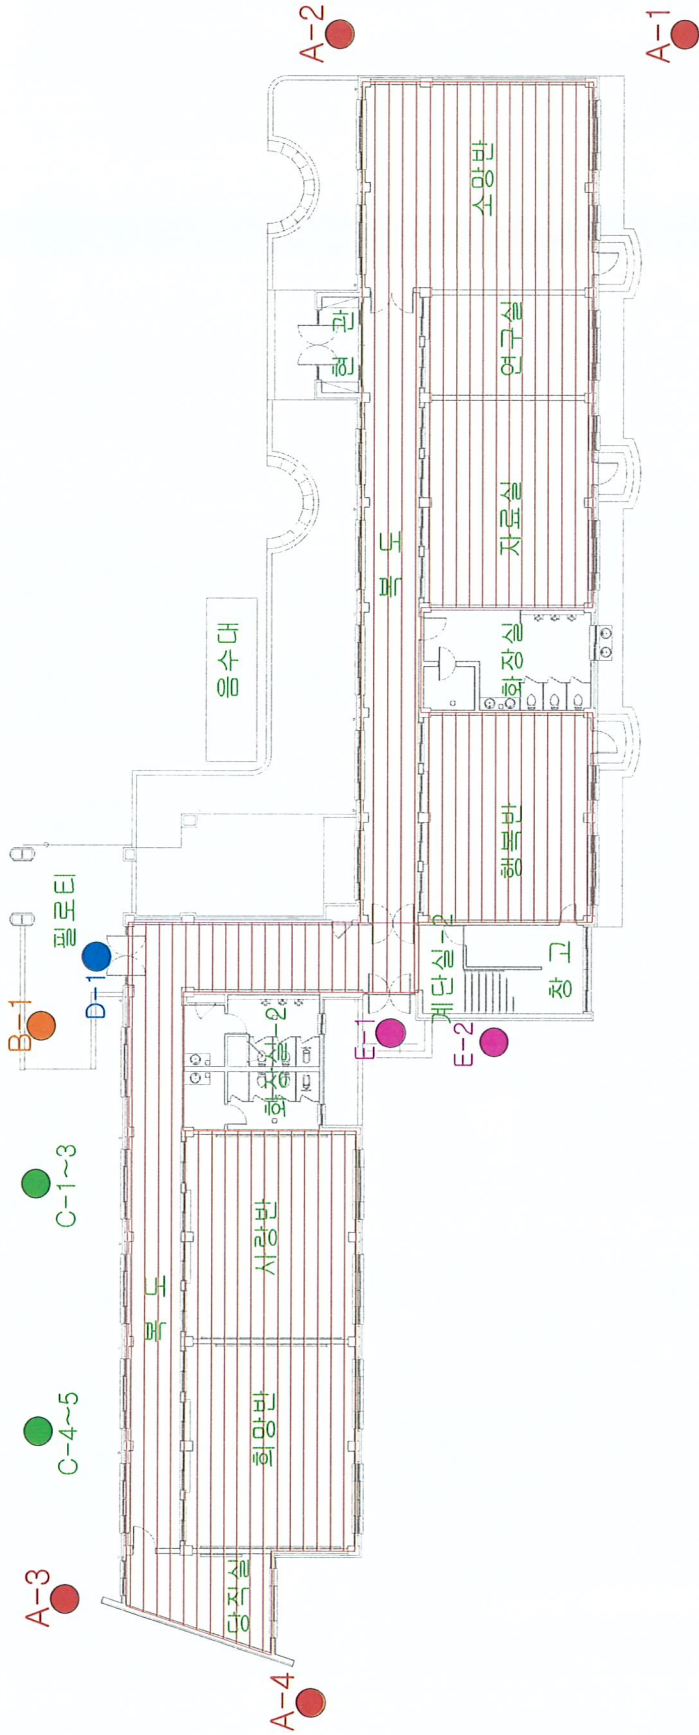 A-3
C-4~5
C-1~3
B-1
필로티
D-1
복 도
음수대
당직실
희망반
사랑반
화장실-2
A-4
A-2
현 관
E-1
복 도
계단실-2
E-2
행복반
화장실
자료실
연구실
소망반
창 고
A-1